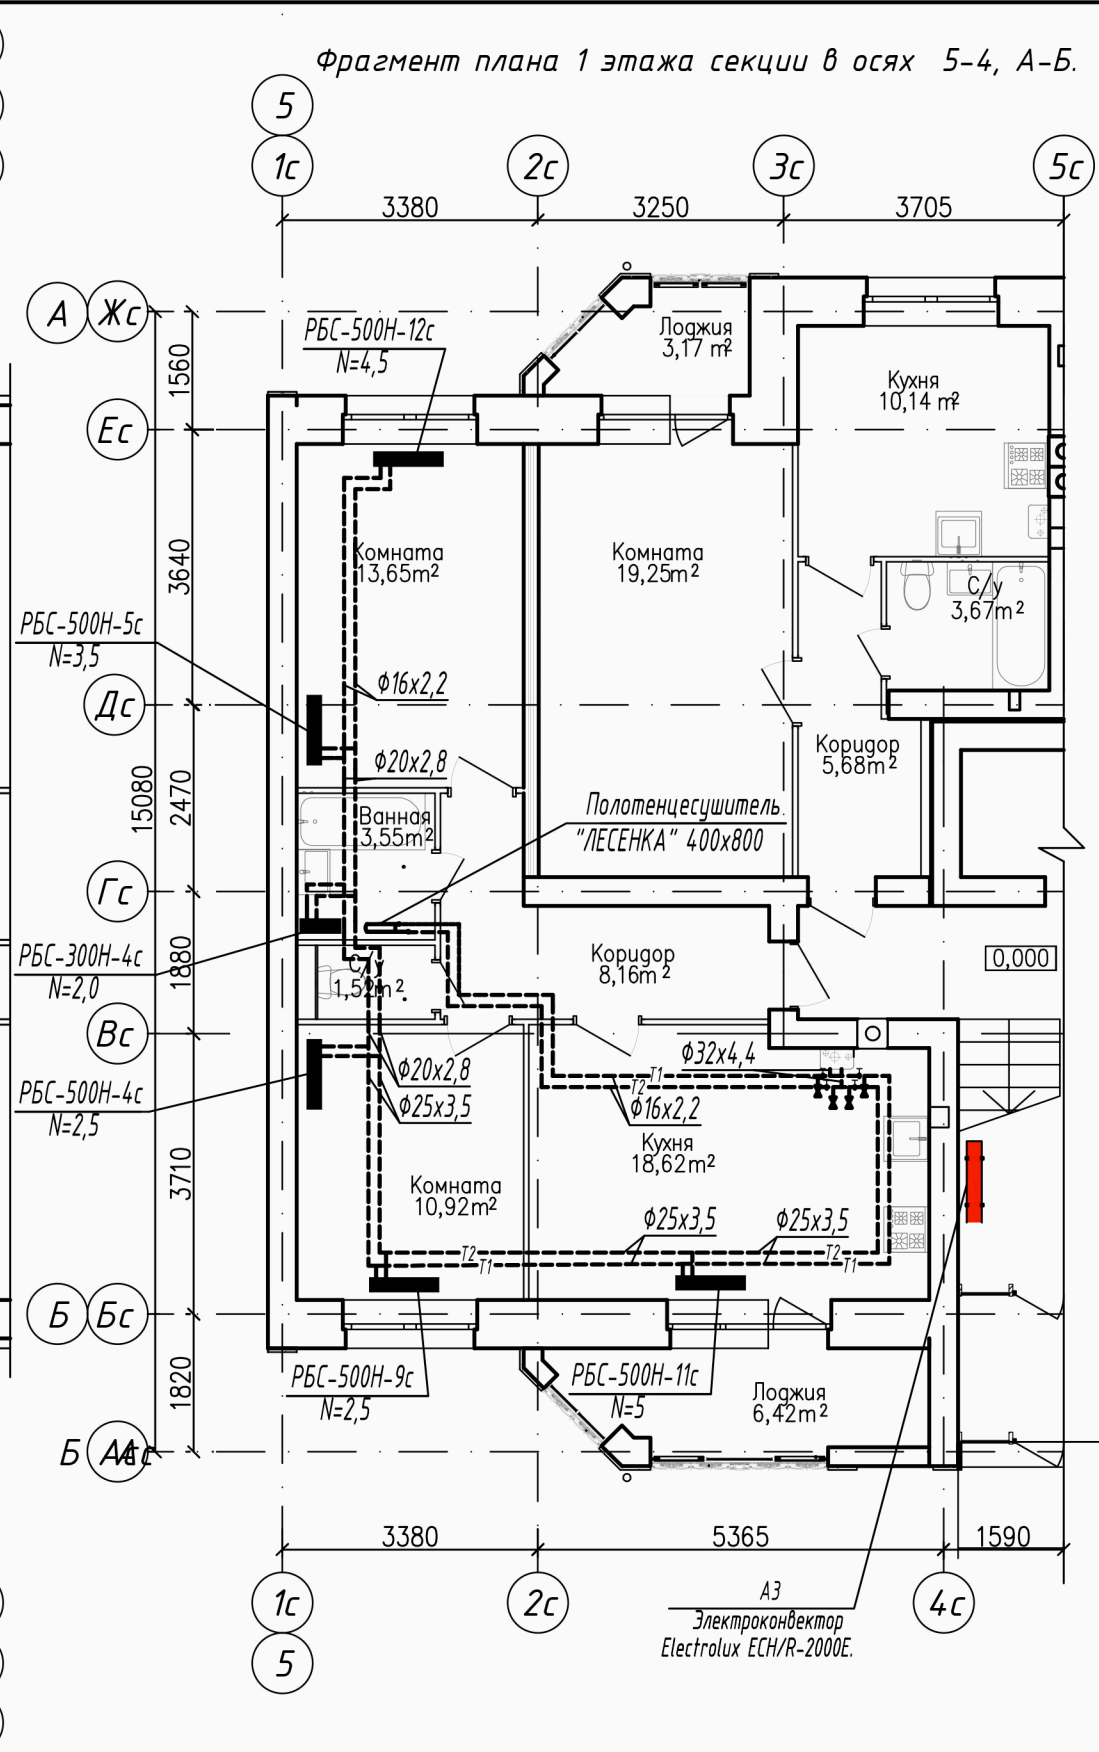 Фрагмент плана 1 этажа секции в осях 5-4, А-Б.
5
1с
2с
3с
5с
3380
3250
3705
А
Жс
1560
РБС-500Н-12с
N=4,5
Лоджия
3,17 m²
Кухня
10,14 m²
Ес
3640
Комната
13,65m²
Комната
19,25m²
С/у
3,67m²
РБС-500Н-5с
N=3,5
Ф16х2,2
Дс
Коридор
5,68m²
Ф20х2,8
15080
2470
Ванная
3,55m²
Полотенцесушитель
"ЛЕСЕНКА" 400х800
Гс
РБС-300Н-4с
N=2,0
1880
С/у
1,52m²
Коридор
8,16m²
0,000
Вс
РБС-500Н-4с
N=2,5
Ф20х2,8
Ф25х3,5
Ф32х4,4
Т1
Т2
Ф16х2,2
Кухня
18,62m²
3710
Комната
10,92m²
Ф25х3,5
Ф25х3,5
Т2
Т1
Т2
Т1
Б
Бс
РБС-500Н-9с
N=2,5
РБС-500Н-11с
N=5
Лоджия
6,42m²
1820
Б
3380
5365
1590
1с
2с
4с
5
А3
Электроконвектор
Electrolux ECH/R-2000E.